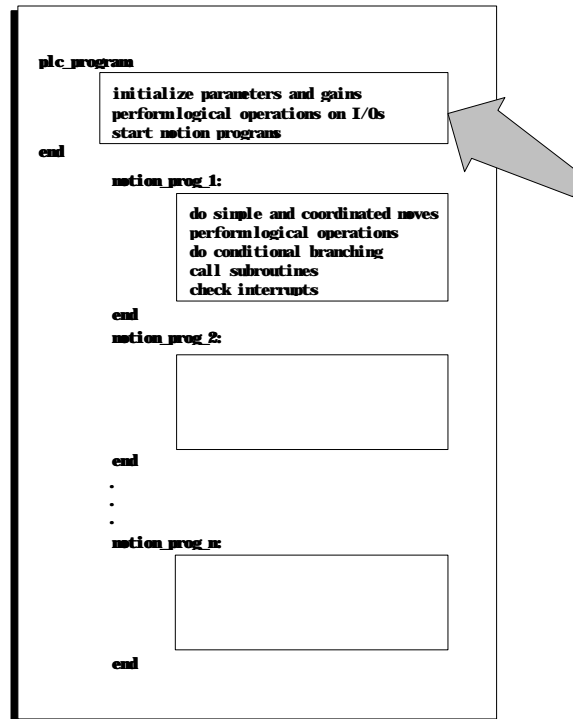 plc_program
initialize parameters and gains
perform logical operations on I/Os
start motion programs
end
motion_prog_1:
do simple and coordinated moves
perform logical operations
do conditional branching
call subroutines
check interrupts
end
motion_prog_2:
end
.
.
.
motion_prog_n:
end